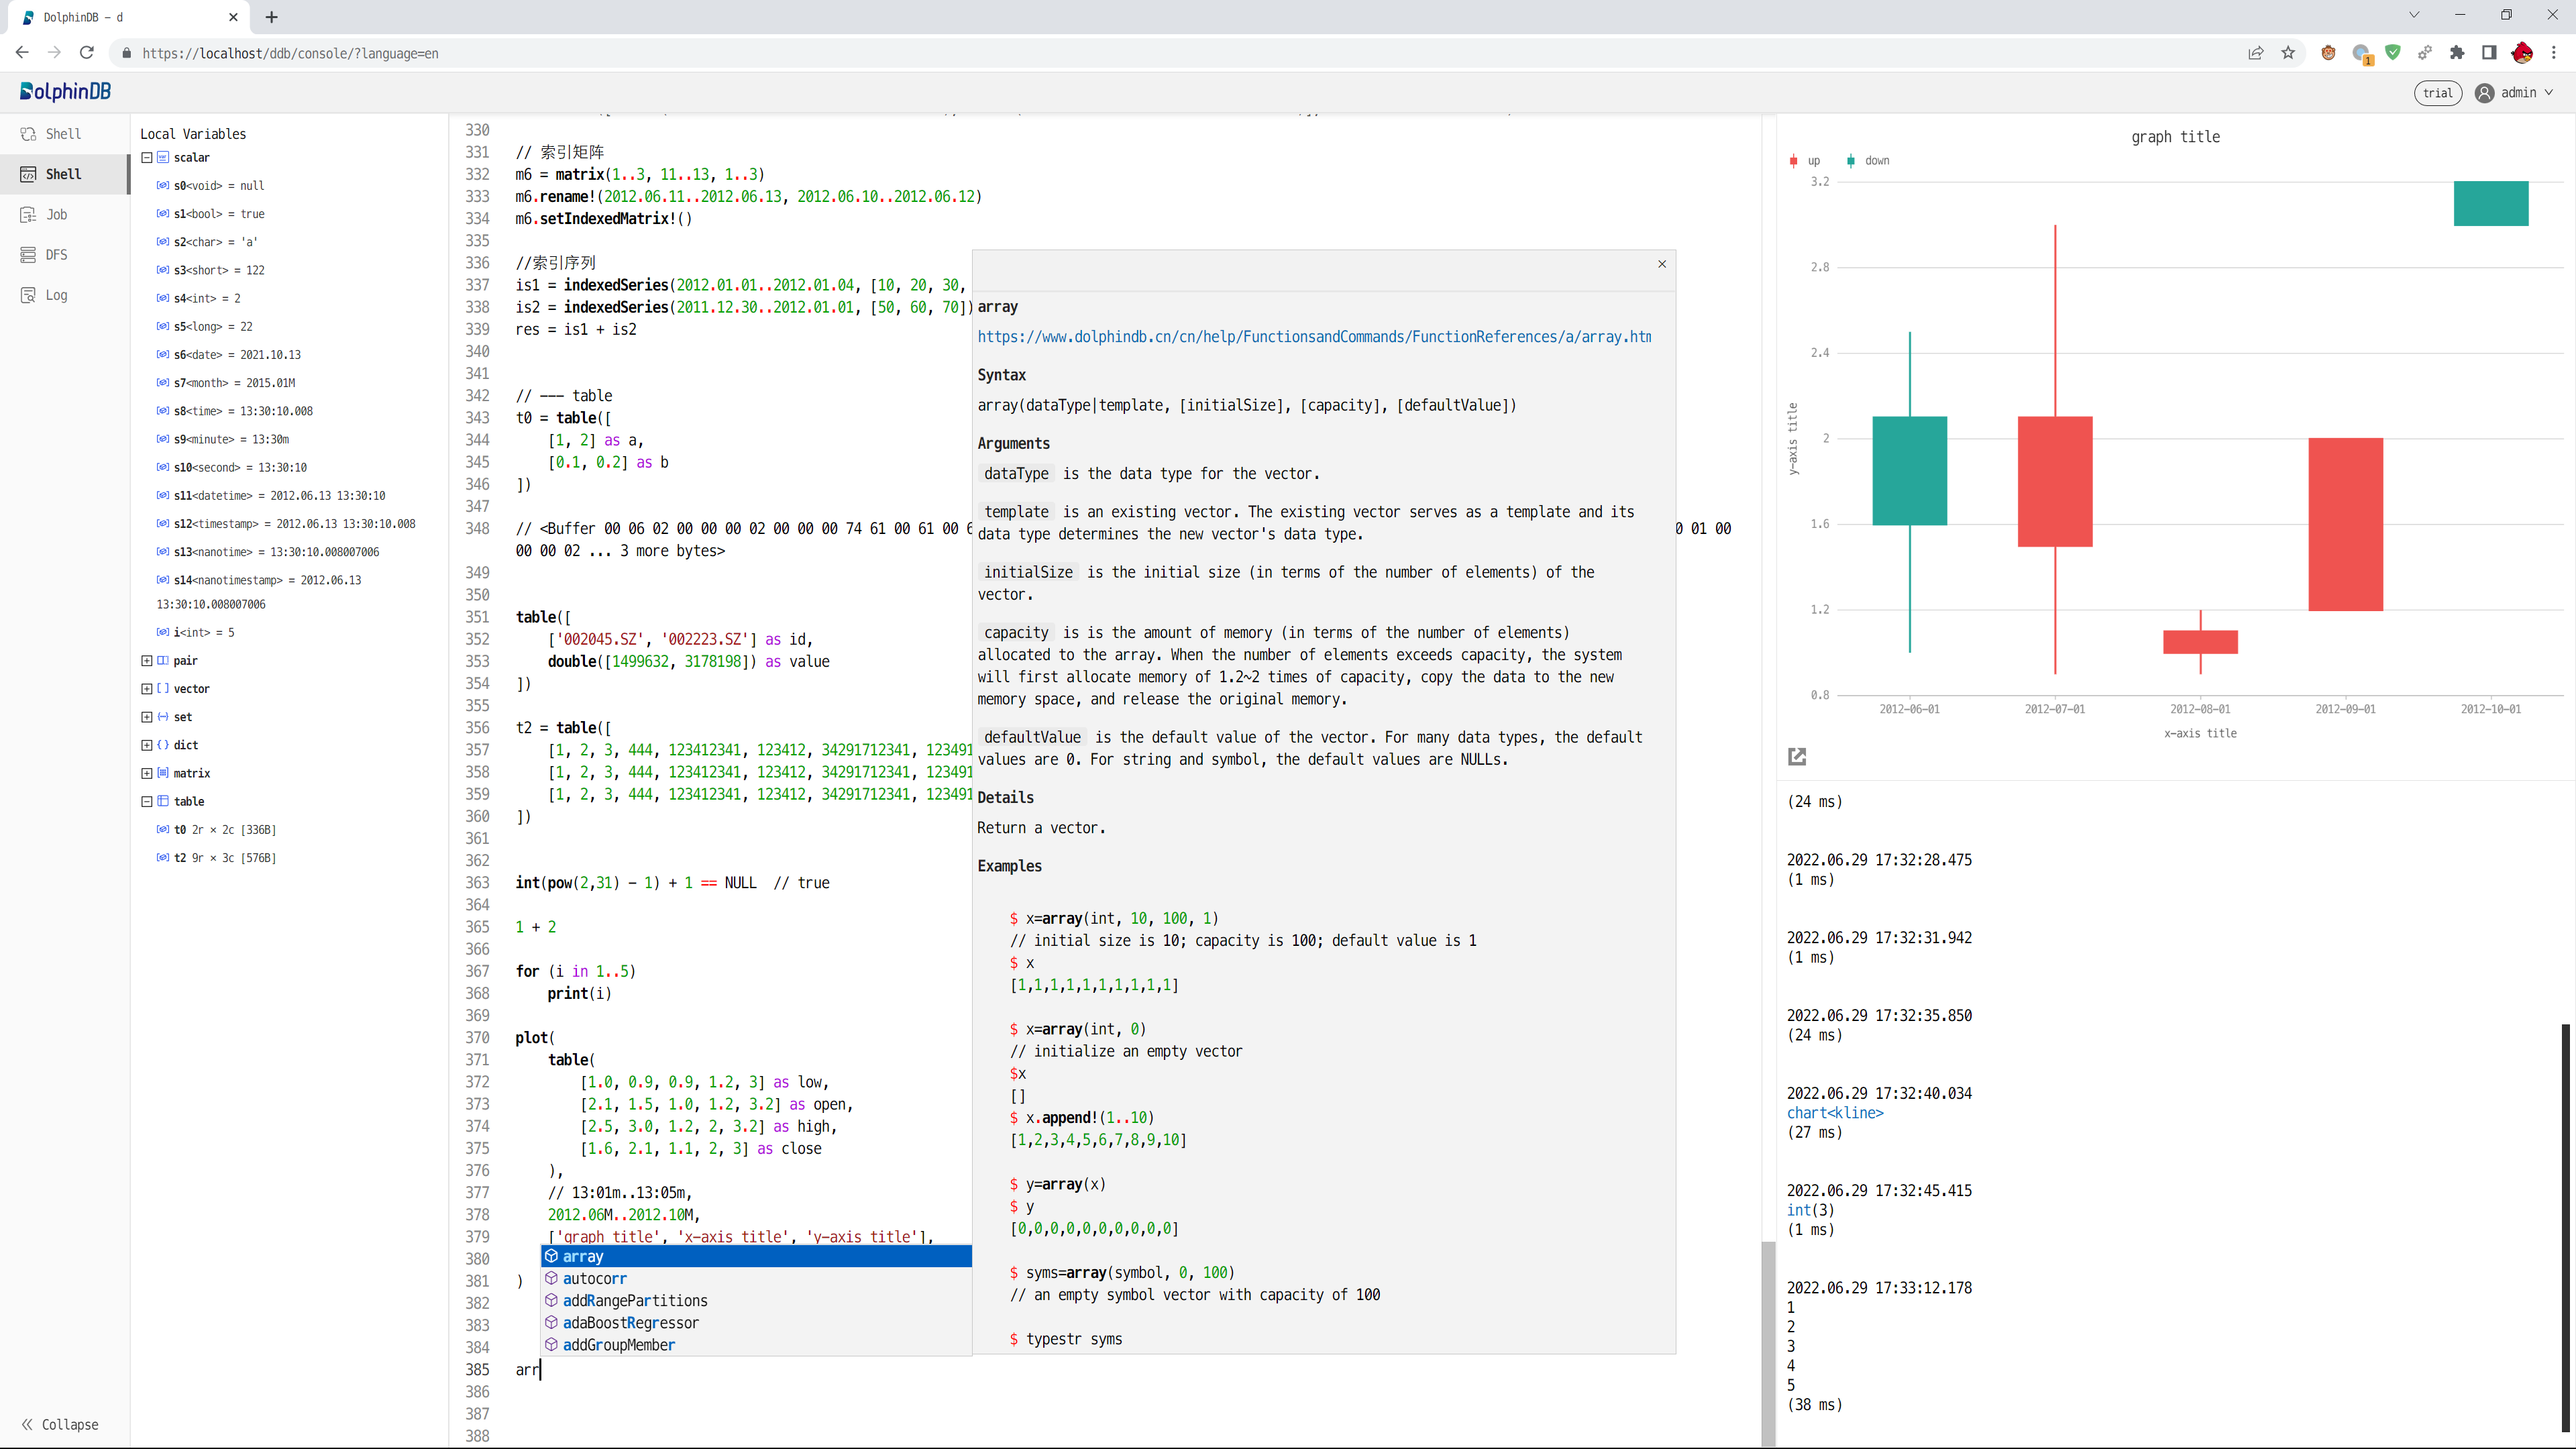 DolphinDB - d
https://localhost/ddb/console/?language=en
1
DolphinDB
trial
admin
Shell
Shell
Job
DFS
Log
Collapse
Local Variables
scalar
s0<void> = null
s1<bool> = true
s2<char> = 'a'
s3<short> = 122
s4<int> = 2
s5<long> = 22
s6<date> = 2021.10.13
s7<month> = 2015.01M
s8<time> = 13:30:10.008
s9<minute> = 13:30m
s10<second> = 13:30:10
s11<datetime> = 2012.06.13 13:30:10
s12<timestamp> = 2012.06.13 13:30:10.008
s13<nanotime> = 13:30:10.008007006
s14<nanotimestamp> = 2012.06.13
13:30:10.008007006
i<int> = 5
pair
vector
set
dict
matrix
table
t0 2r × 2c [336B]
t2 9r × 3c [576B]
330
331 // 索引矩阵
332 m6 = matrix(1..3, 11..13, 1..3)
333 m6.rename!(2012.06.11..2012.06.13, 2012.06.10..2012.06.12)
334 m6.setIndexedMatrix!()
335
336 //索引序列
337 is1 = indexedSeries(2012.01.01..2012.01.04, [10, 20, 30,
338 is2 = indexedSeries(2011.12.30..2012.01.01, [50, 60, 70])
339 res = is1 + is2
340
341
342 // --- table
343 t0 = table([
344 [1, 2] as a,
345 [0.1, 0.2] as b
346 ])
347
348 // <Buffer 00 06 02 00 00 00 02 00 00 00 74 61 00 61 00 6 0 01 00
00 00 02 ... 3 more bytes>
349
350
351 table([
352 ['002045.SZ', '002223.SZ'] as id,
353 double([1499632, 3178198]) as value
354 ])
355
356 t2 = table([
357 [1, 2, 3, 444, 123412341, 123412, 34291712341, 123491
358 [1, 2, 3, 444, 123412341, 123412, 34291712341, 123491
359 [1, 2, 3, 444, 123412341, 123412, 34291712341, 123491
360 ])
361
362
363 int(pow(2,31) - 1) + 1 == NULL // true
364
365 1 + 2
366
367 for (i in 1..5)
368 print(i)
369
370 plot(
371 table(
372 [1.0, 0.9, 0.9, 1.2, 3] as low,
373 [2.1, 1.5, 1.0, 1.2, 3.2] as open,
374 [2.5, 3.0, 1.2, 2, 3.2] as high,
375 [1.6, 2.1, 1.1, 2, 3] as close
376 ),
377 // 13:01m..13:05m,
378 2012.06M..2012.10M,
379 ['graph title', 'x-axis title', 'y-axis title'],
380
381 )
382
383
384
385 arr
386
387
388
array
autocorr
addRangePartitions
adaBoostRegressor
addGroupMember
array
https://www.dolphindb.cn/cn/help/FunctionsandCommands/FunctionReferences/a/array.htm
Syntax
array(dataType|template, [initialSize], [capacity], [defaultValue])
Arguments
dataType is the data type for the vector.
template is an existing vector. The existing vector serves as a template and its
data type determines the new vector's data type.
initialSize is the initial size (in terms of the number of elements) of the
vector.
capacity is is the amount of memory (in terms of the number of elements)
allocated to the array. When the number of elements exceeds capacity, the system
will first allocate memory of 1.2~2 times of capacity, copy the data to the new
memory space, and release the original memory.
defaultValue is the default value of the vector. For many data types, the default
values are 0. For string and symbol, the default values are NULLs.
Details
Return a vector.
Examples
$ x=array(int, 10, 100, 1)
// initial size is 10; capacity is 100; default value is 1
$ x
[1,1,1,1,1,1,1,1,1,1]
$ x=array(int, 0)
// initialize an empty vector
$x
[]
$ x.append!(1..10)
[1,2,3,4,5,6,7,8,9,10]
$ y=array(x)
$ y
[0,0,0,0,0,0,0,0,0,0]
$ syms=array(symbol, 0, 100)
// an empty symbol vector with capacity of 100
$ typestr syms
graph title
up down
3.2
2.8
2.4
2
1.6
1.2
0.8
y-axis title
2012-06-01 2012-07-01 2012-08-01 2012-09-01 2012-10-01
x-axis title
(24 ms)
2022.06.29 17:32:28.475
(1 ms)
2022.06.29 17:32:31.942
(1 ms)
2022.06.29 17:32:35.850
(24 ms)
2022.06.29 17:32:40.034
chart<kline>
(27 ms)
2022.06.29 17:32:45.415
int(3)
(1 ms)
2022.06.29 17:33:12.178
1
2
3
4
5
(38 ms)